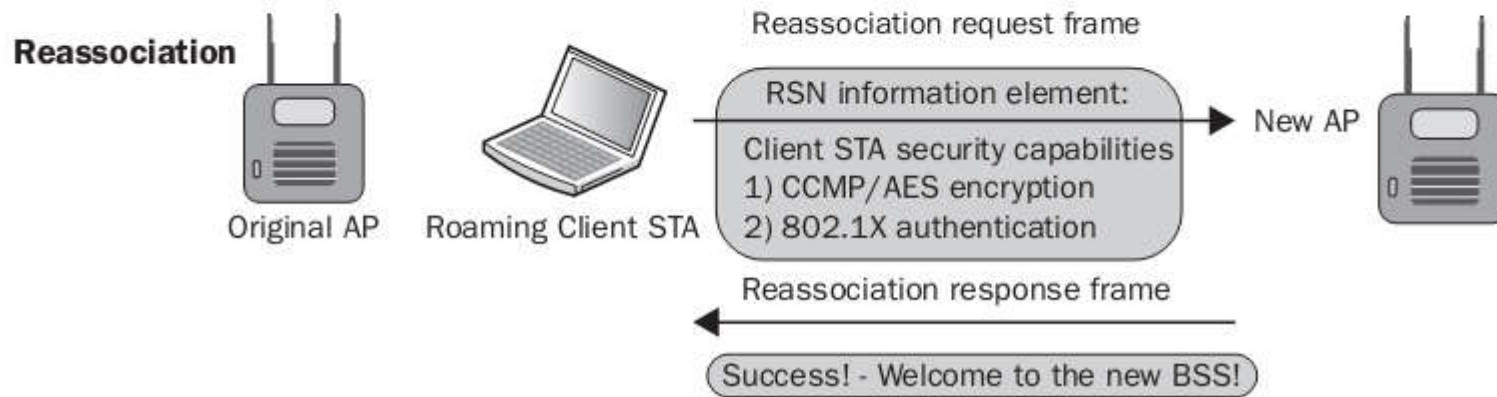 Reassociation
Reassociation request frame
RSN information element:
Client STA security capabilities
1) CCMP/AES encryption
2) 802.1X authentication
Original AP
Roaming Client STA
New AP
Reassociation response frame
Success! - Welcome to the new BSS!